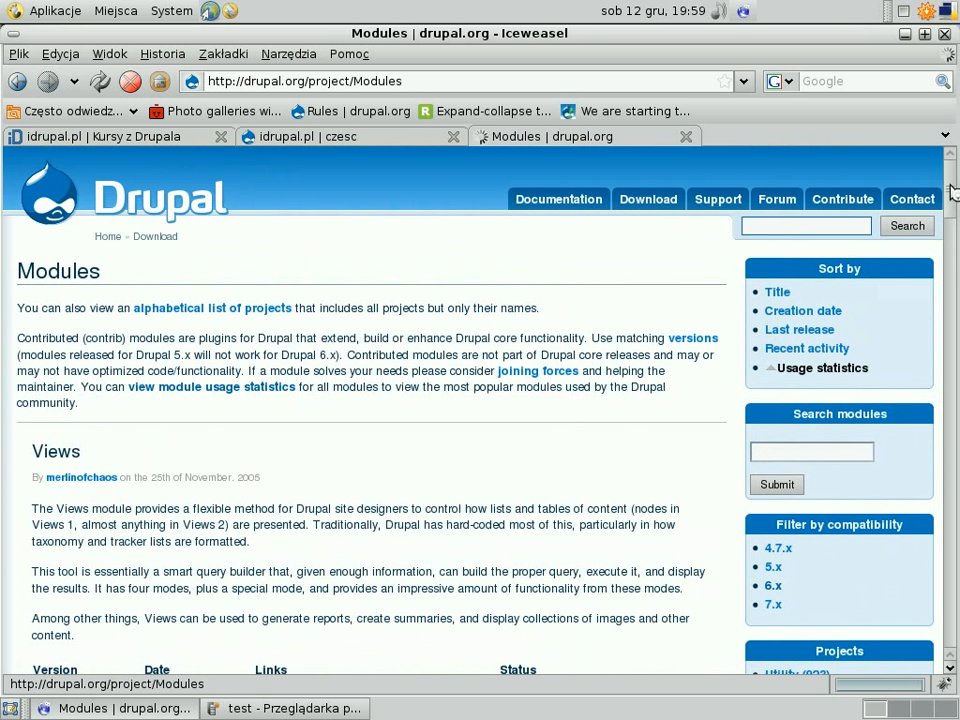 Aplikacje Miejsca System sob 12 gru, 19:59
Modules | drupal.org - Iceweasel
Plik Edycja Widok Historia Zakładki Narzędzia Pomoc
http://drupal.org/project/Modules G Google
Często odwiedz... Photo galleries wi... Rules | drupal.org R Expand-collapse t... We are starting t...
iD idrupal.pl | Kursy z Drupala idrupal.pl | czesc Modules | drupal.org
Drupal
Documentation Download Support Forum Contribute Contact
Search
Home » Download
Modules
You can also view an alphabetical list of projects that includes all projects but only their names.
Contributed (contrib) modules are plugins for Drupal that extend, build or enhance Drupal core functionality. Use matching versions
(modules released for Drupal 5.x will not work for Drupal 6.x). Contributed modules are not part of Drupal core releases and may or
may not have optimized code/functionality. If a module solves your needs please consider joining forces and helping the
maintainer. You can view module usage statistics for all modules to view the most popular modules used by the Drupal
community.
Views
By merlinofchaos on the 25th of November. 2005
The Views module provides a flexible method for Drupal site designers to control how lists and tables of content (nodes in
Views 1, almost anything in Views 2) are presented. Traditionally, Drupal has hard-coded most of this, particularly in how
taxonomy and tracker lists are formatted.
This tool is essentially a smart query builder that, given enough information, can build the proper query, execute it, and display
the results. It has four modes, plus a special mode, and provides an impressive amount of functionality from these modes.
Among other things, Views can be used to generate reports, create summaries, and display collections of images and other
content.
Version Date Links Status
Sort by
Title
Creation date
Last release
Recent activity
Usage statistics
Search modules
Submit
Filter by compatibility
4.7.x
5.x
6.x
7.x
Projects
http://drupal.org/project/Modules
Modules | drupal.org... test - Przeglądarka p...